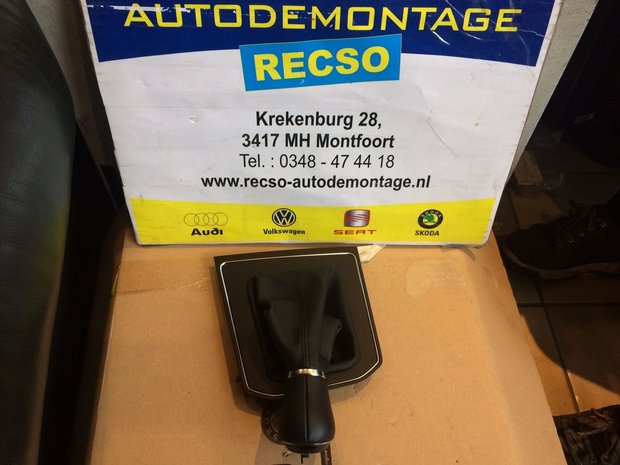 AUTODEMONTAGE
RECSO
Krekenburg 28,
3417 MH Montfoort
Tel. : 0348 - 47 44 18
www.recso-autodemontage.nl
Audi
Volkswagen
SEAT
SKODA